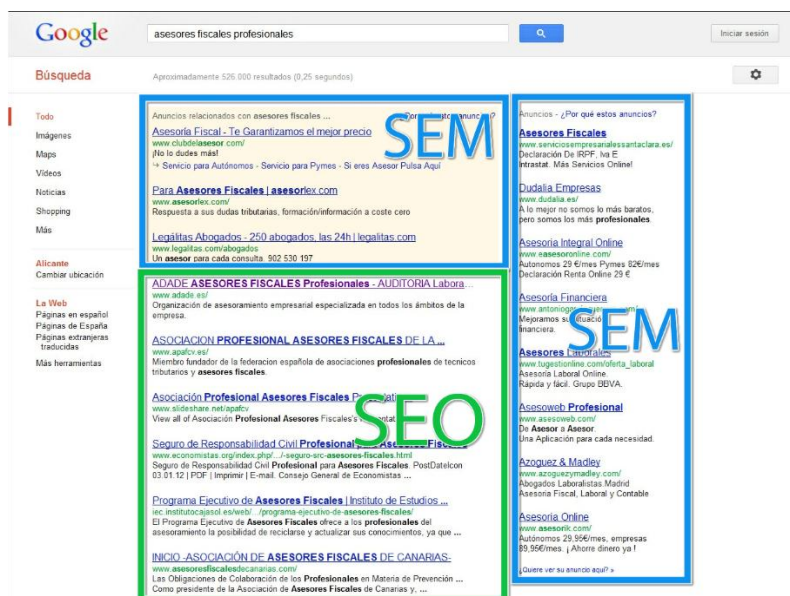 Google
asesores fiscales profesionales
Iniciar sesión
Búsqueda
Aproximadamente 526.000 resultados (0,25 segundos)
Todo
Imágenes
Maps
Vídeos
Noticias
Shopping
Más
Alicante
Cambiar ubicación
La Web
Páginas en español
Páginas de España
Páginas extranjeras
traducidas
Más herramientas
Anuncios relacionados con asesores fiscales ...
anuncios?
SEM
Asesoría Fiscal - Te Garantizamos el mejor precio
www.clubdelasesor.com/
¡No lo dudes más!
Servicio para Autónomos - Servicio para Pymes - Si eres Asesor Pulsa Aquí
Para Asesores Fiscales | asesorlex.com
www.asesorlex.com/
Respuesta a sus dudas tributarias, formación/información a coste cero
Legálitas Abogados - 250 abogados, las 24h | legalitas.com
www.legalitas.com/abogados
Un asesor para cada consulta. 902 530 197
ADADE ASESORES FISCALES Profesionales - AUDITORIA Labora...
www.adade.es/
Organización de asesoramiento empresarial especializada en todos los ámbitos de la
empresa.
ASOCIACION PROFESIONAL ASESORES FISCALES DE LA ...
www.apafcv.es/
Miembro fundador de la federacion española de asociaciones profesionales de tecnicos
tributarios y asesores fiscales.
Asociación Profesional Asesores Fiscales
www.slideshare.net/apafcv
View all of Asociación Profesional Asesores Fiscales's
SEO
Seguro de Responsabilidad Civil Profesional para Asesores Fiscales
www.economistas.org/index.php/.../-seguro-src-asesores-fiscales.html
Seguro de Responsabilidad Civil Profesional para Asesores Fiscales. PostDateIcon
03.01.12 | PDF | Imprimir | E-mail. Consejo General de Economistas ...
Programa Ejecutivo de Asesores Fiscales | Instituto de Estudios ...
iec.institutocajasol.es/web/.../programa-ejecutivo-de-asesores-fiscales/
El Programa Ejecutivo de Asesores Fiscales ofrece a los profesionales del
asesoramiento la posibilidad de reciclarse y actualizar sus conocimientos, ya que ...
INICIO -ASOCIACIÓN DE ASESORES FISCALES DE CANARIAS-
www.asesoresfiscalesdecanarias.com/
Las Obligaciones de Colaboración de los Profesionales en Materia de Prevención ...
Como presidente de la Asociación de Asesores Fiscales de Canarias y, ...
Anuncios - ¿Por qué estos anuncios?
Asesores Fiscales
www.serviciosempresarialessantaclara.es/
Declaración De IRPF, Iva E
Intrastat. Más Servicios Online!
Dudalia Empresas
www.dudalia.es/
A lo mejor no somos lo más baratos,
pero somos los más profesionales.
Asesoria Integral Online
www.easesoronline.com/
Autonomos 29 €/mes Pymes 82€/mes
Declaración Renta Online 29 €
Asesoría Financiera
Mejoramos su situación
financiera.
SEM
Asesores Laborales
www.tugestionline.com/oferta_laboral
Asesoría Laboral Online.
Rápida y fácil. Grupo BBVA.
Asesoweb Profesional
www.asesoweb.com/
De Asesor a Asesor.
Una Aplicación para cada necesidad.
Azoguez & Madley
www.azoguezymadley.com/
Abogados Laboralistas Madrid
Asesoria Fiscal, Laboral y Contable
Asesoria Online
www.asesorik.com/
Autónomos 29,95€/mes, empresas
89,95€/mes. ¡ Ahorre dinero ya !
¿Quiere ver su anuncio aquí? »